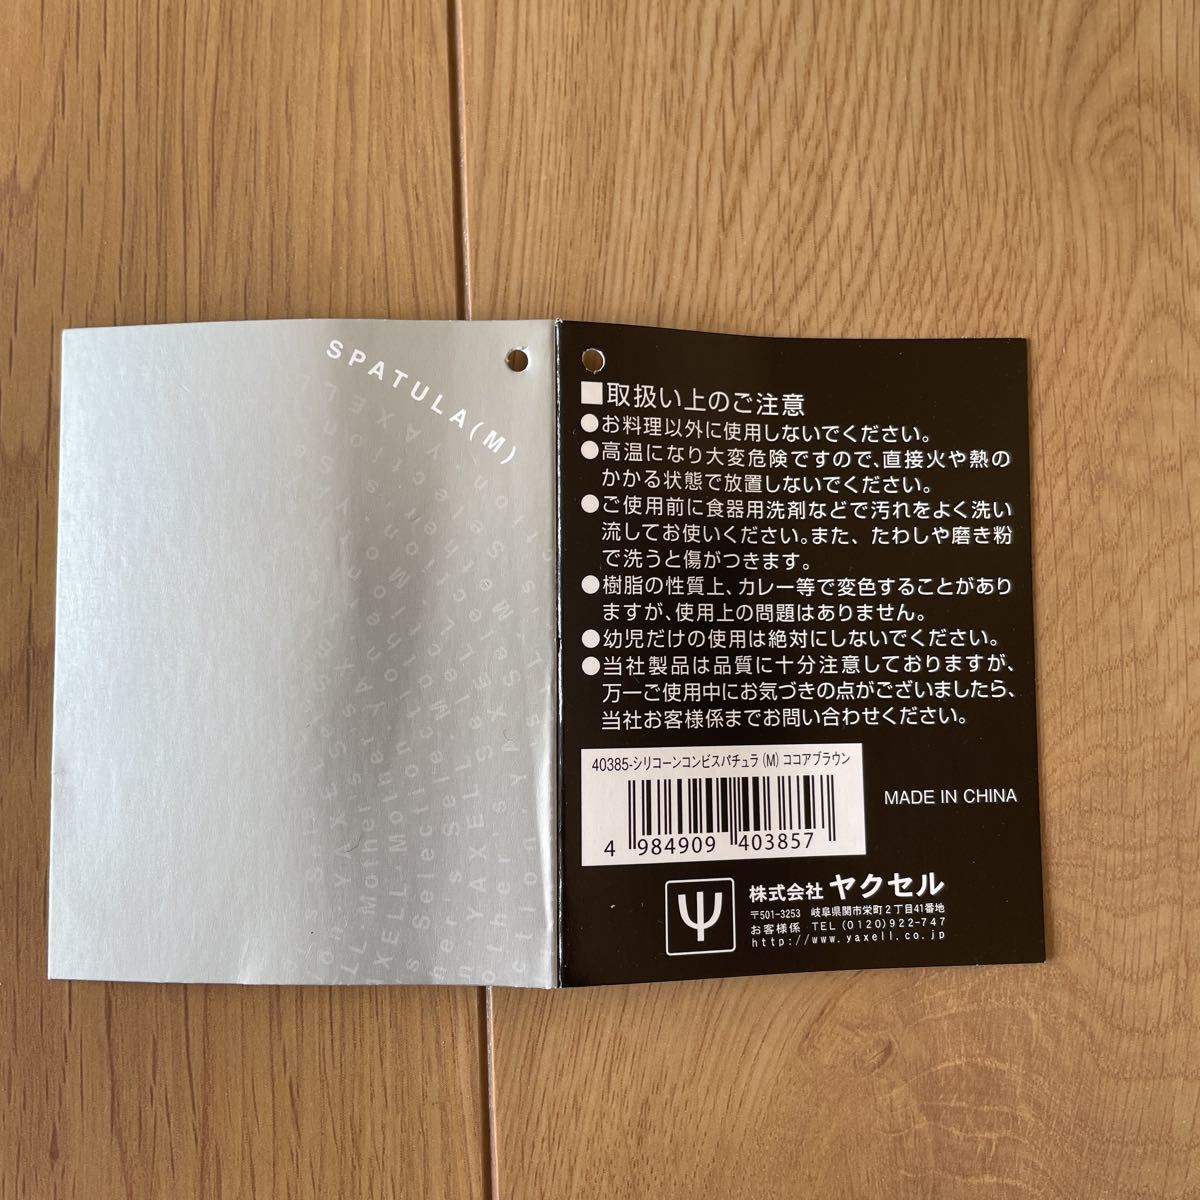 SPATULA(M)
■取扱い上のご注意
●お料理以外に使用しないでください。
●高温になり大変危険ですので、直接火や熱の
かかる状態で放置しないでください。
●ご使用前に食器用洗剤などで汚れをよく洗い
流してお使いください。また、たわしや磨き粉
で洗うと傷がつきます。
●樹脂の性質上、カレー等で変色することがあり
ますが、使用上の問題はありません。
●幼児だけの使用は絶対にしないでください。
●当社製品は品質に十分注意しておりますが、
万一ご使用中にお気づきの点がございましたら、
当社お客様係までお問い合わせください。
40385-シリコーンコンビスパチュラ(M) ココアブラウン
4 984909 403857
MADE IN CHINA
株式会社 ヤクセル
〒501-3253 岐阜県関市栄町2丁目41番地
お客様係 TEL(0120)922-747
http://www.yaxell.co.jp